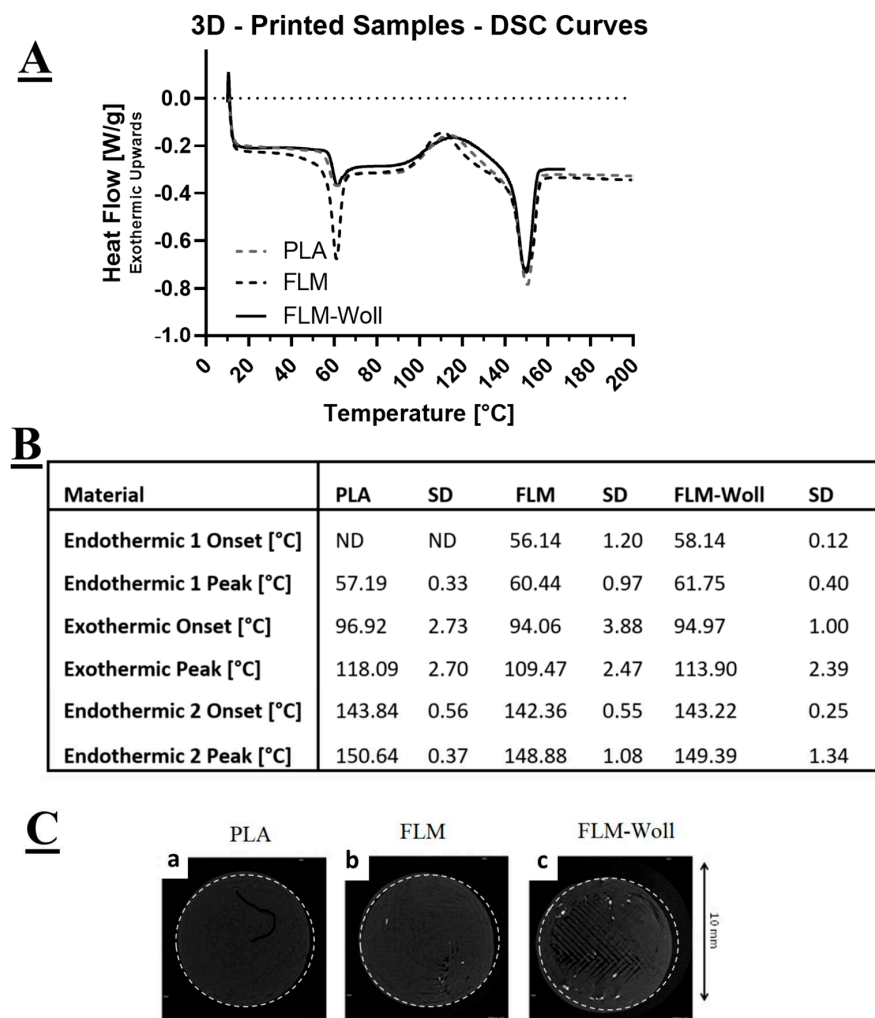 3D - Printed Samples - DSC Curves
A
Heat Flow [W/g]
Exothermic Upwards
0.0
-0.2
-0.4
-0.6
-0.8
-1.0
PLA
FLM
FLM-Woll
0 20 40 60 80 100 120 140 160 180 200
Temperature [°C]
B
Material PLA SD FLM SD FLM-Woll SD
Endothermic 1 Onset [°C] ND ND 56.14 1.20 58.14 0.12
Endothermic 1 Peak [°C] 57.19 0.33 60.44 0.97 61.75 0.40
Exothermic Onset [°C] 96.92 2.73 94.06 3.88 94.97 1.00
Exothermic Peak [°C] 118.09 2.70 109.47 2.47 113.90 2.39
Endothermic 2 Onset [°C] 143.84 0.56 142.36 0.55 143.22 0.25
Endothermic 2 Peak [°C] 150.64 0.37 148.88 1.08 149.39 1.34
C
PLA FLM FLM-Woll
a b c
10 mm